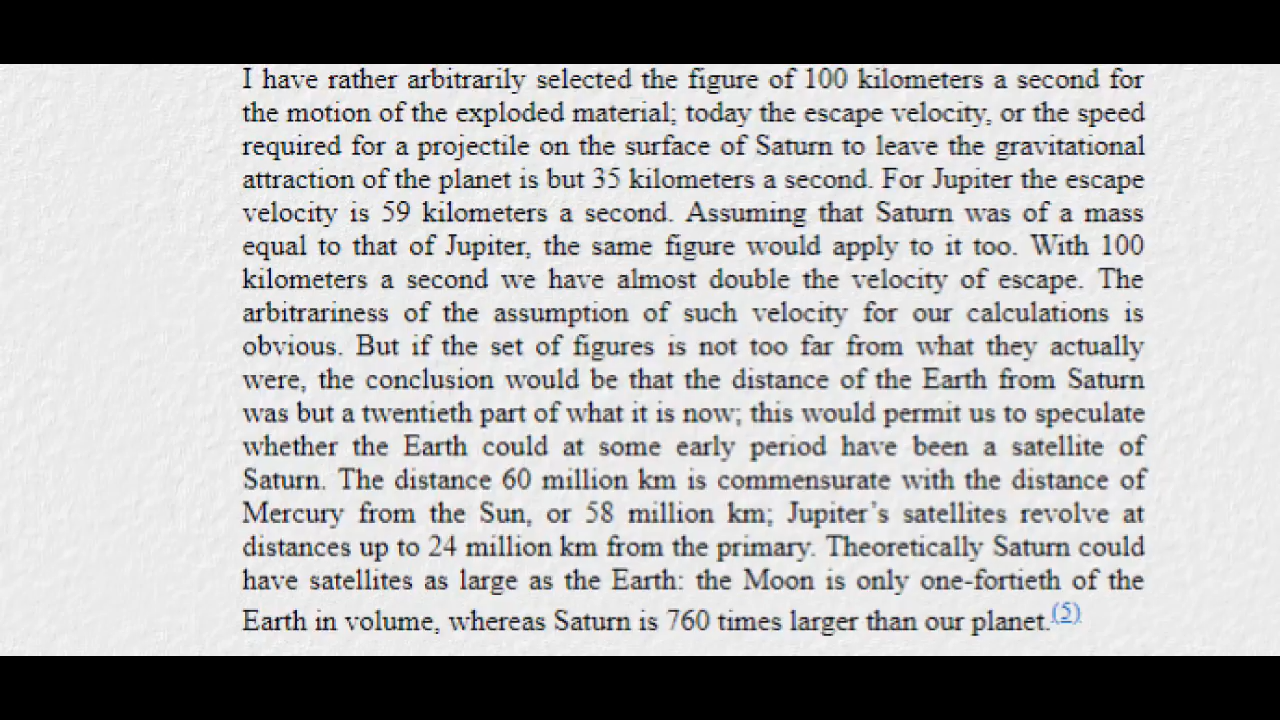 I have rather arbitrarily selected the figure of 100 kilometers a second for
the motion of the exploded material; today the escape velocity, or the speed
required for a projectile on the surface of Saturn to leave the gravitational
attraction of the planet is but 35 kilometers a second. For Jupiter the escape
velocity is 59 kilometers a second. Assuming that Saturn was of a mass
equal to that of Jupiter, the same figure would apply to it too. With 100
kilometers a second we have almost double the velocity of escape. The
arbitrariness of the assumption of such velocity for our calculations is
obvious. But if the set of figures is not too far from what they actually
were, the conclusion would be that the distance of the Earth from Saturn
was but a twentieth part of what it is now; this would permit us to speculate
whether the Earth could at some early period have been a satellite of
Saturn. The distance 60 million km is commensurate with the distance of
Mercury from the Sun, or 58 million km; Jupiter’s satellites revolve at
distances up to 24 million km from the primary. Theoretically Saturn could
have satellites as large as the Earth: the Moon is only one-fortieth of the
Earth in volume, whereas Saturn is 760 times larger than our planet.(5)